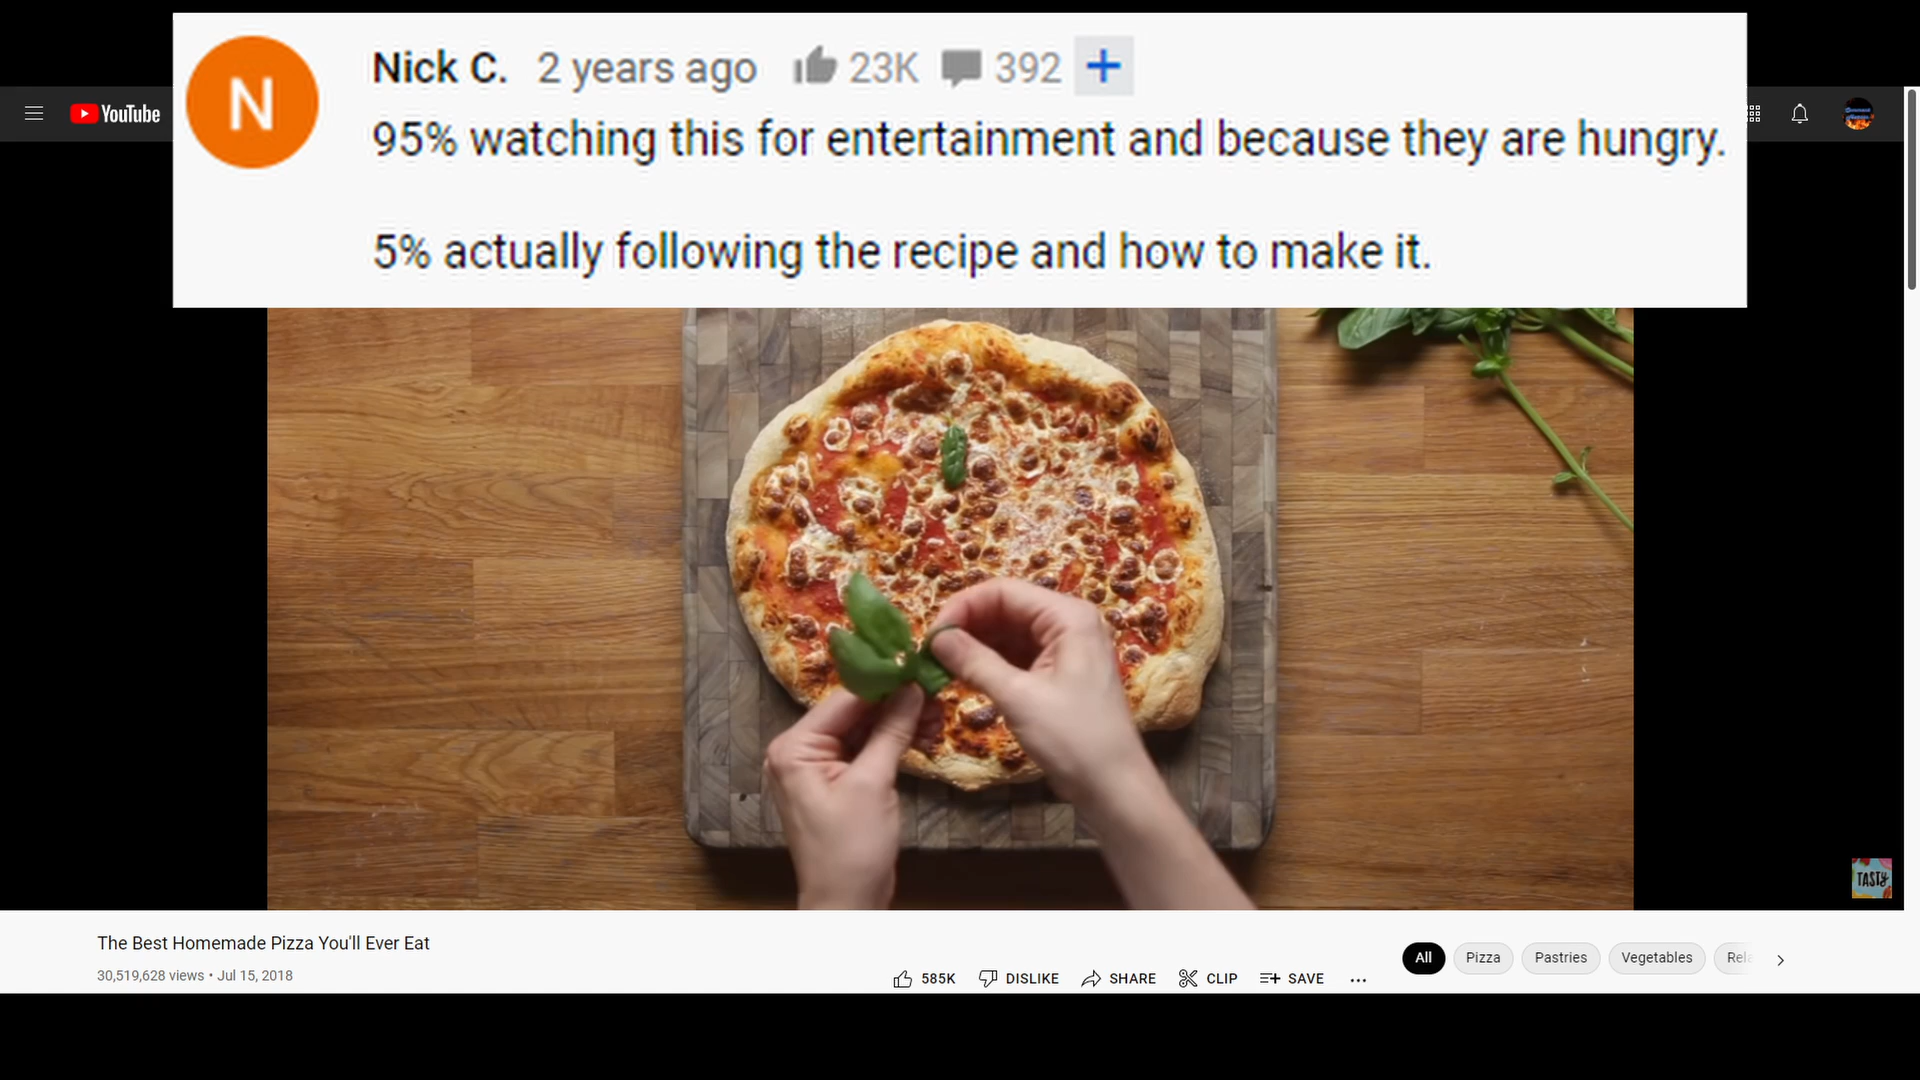 Nick C. 2 years ago 23K 392 +
95% watching this for entertainment and because they are hungry.
5% actually following the recipe and how to make it.
N
YouTube
TASTY
The Best Homemade Pizza You'll Ever Eat
30,519,628 views • Jul 15, 2018
585K DISLIKE SHARE CLIP SAVE ...
All Pizza Pastries Vegetables